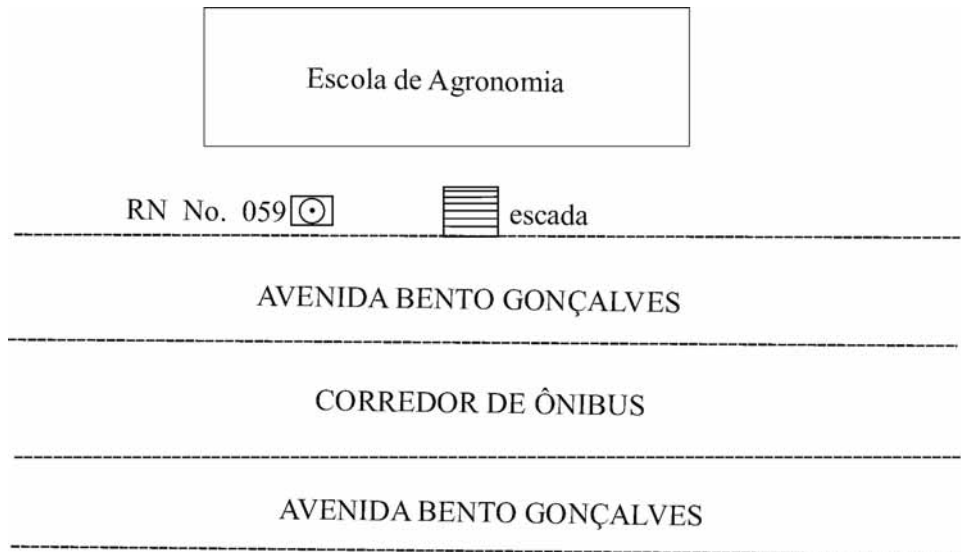 Escola de Agronomia
RN No. 059
escada
AVENIDA BENTO GONÇALVES
CORREDOR DE ÔNIBUS
AVENIDA BENTO GONÇALVES